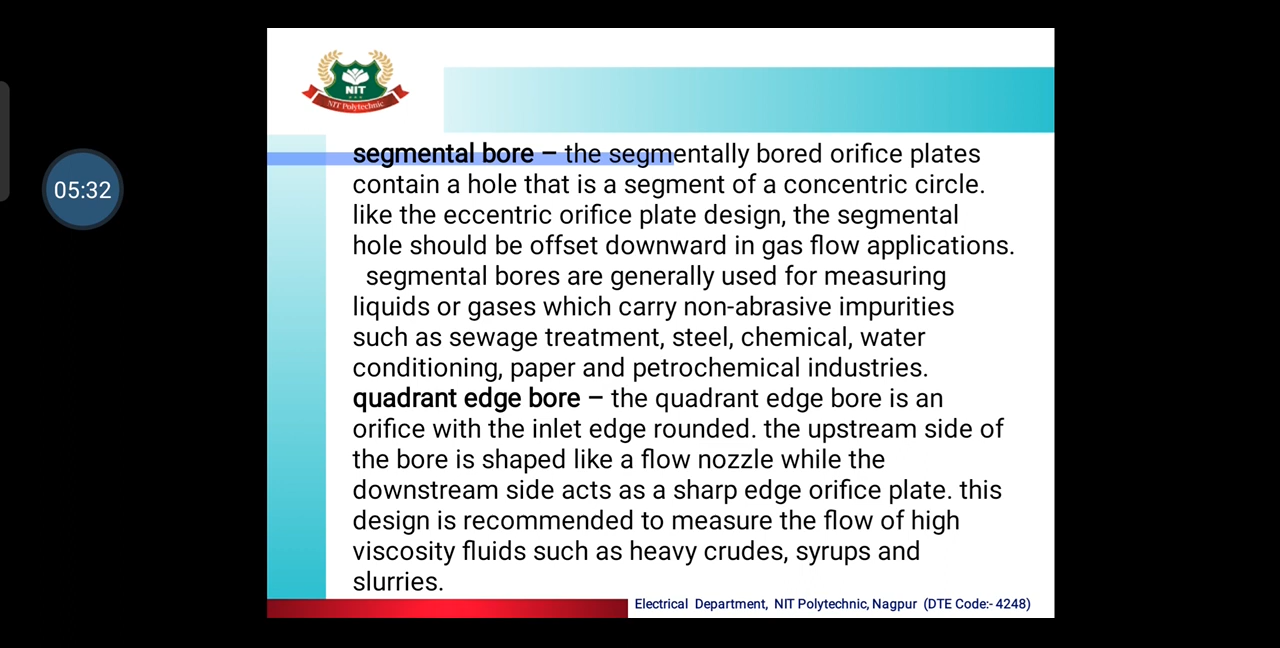 NIT
NIT Polytechnic
05:32
segmental bore – the segmentally bored orifice plates
contain a hole that is a segment of a concentric circle.
like the eccentric orifice plate design, the segmental
hole should be offset downward in gas flow applications.
segmental bores are generally used for measuring
liquids or gases which carry non-abrasive impurities
such as sewage treatment, steel, chemical, water
conditioning, paper and petrochemical industries.
quadrant edge bore – the quadrant edge bore is an
orifice with the inlet edge rounded. the upstream side of
the bore is shaped like a flow nozzle while the
downstream side acts as a sharp edge orifice plate. this
design is recommended to measure the flow of high
viscosity fluids such as heavy crudes, syrups and
slurries.
Electrical Department, NIT Polytechnic, Nagpur (DTE Code:- 4248)